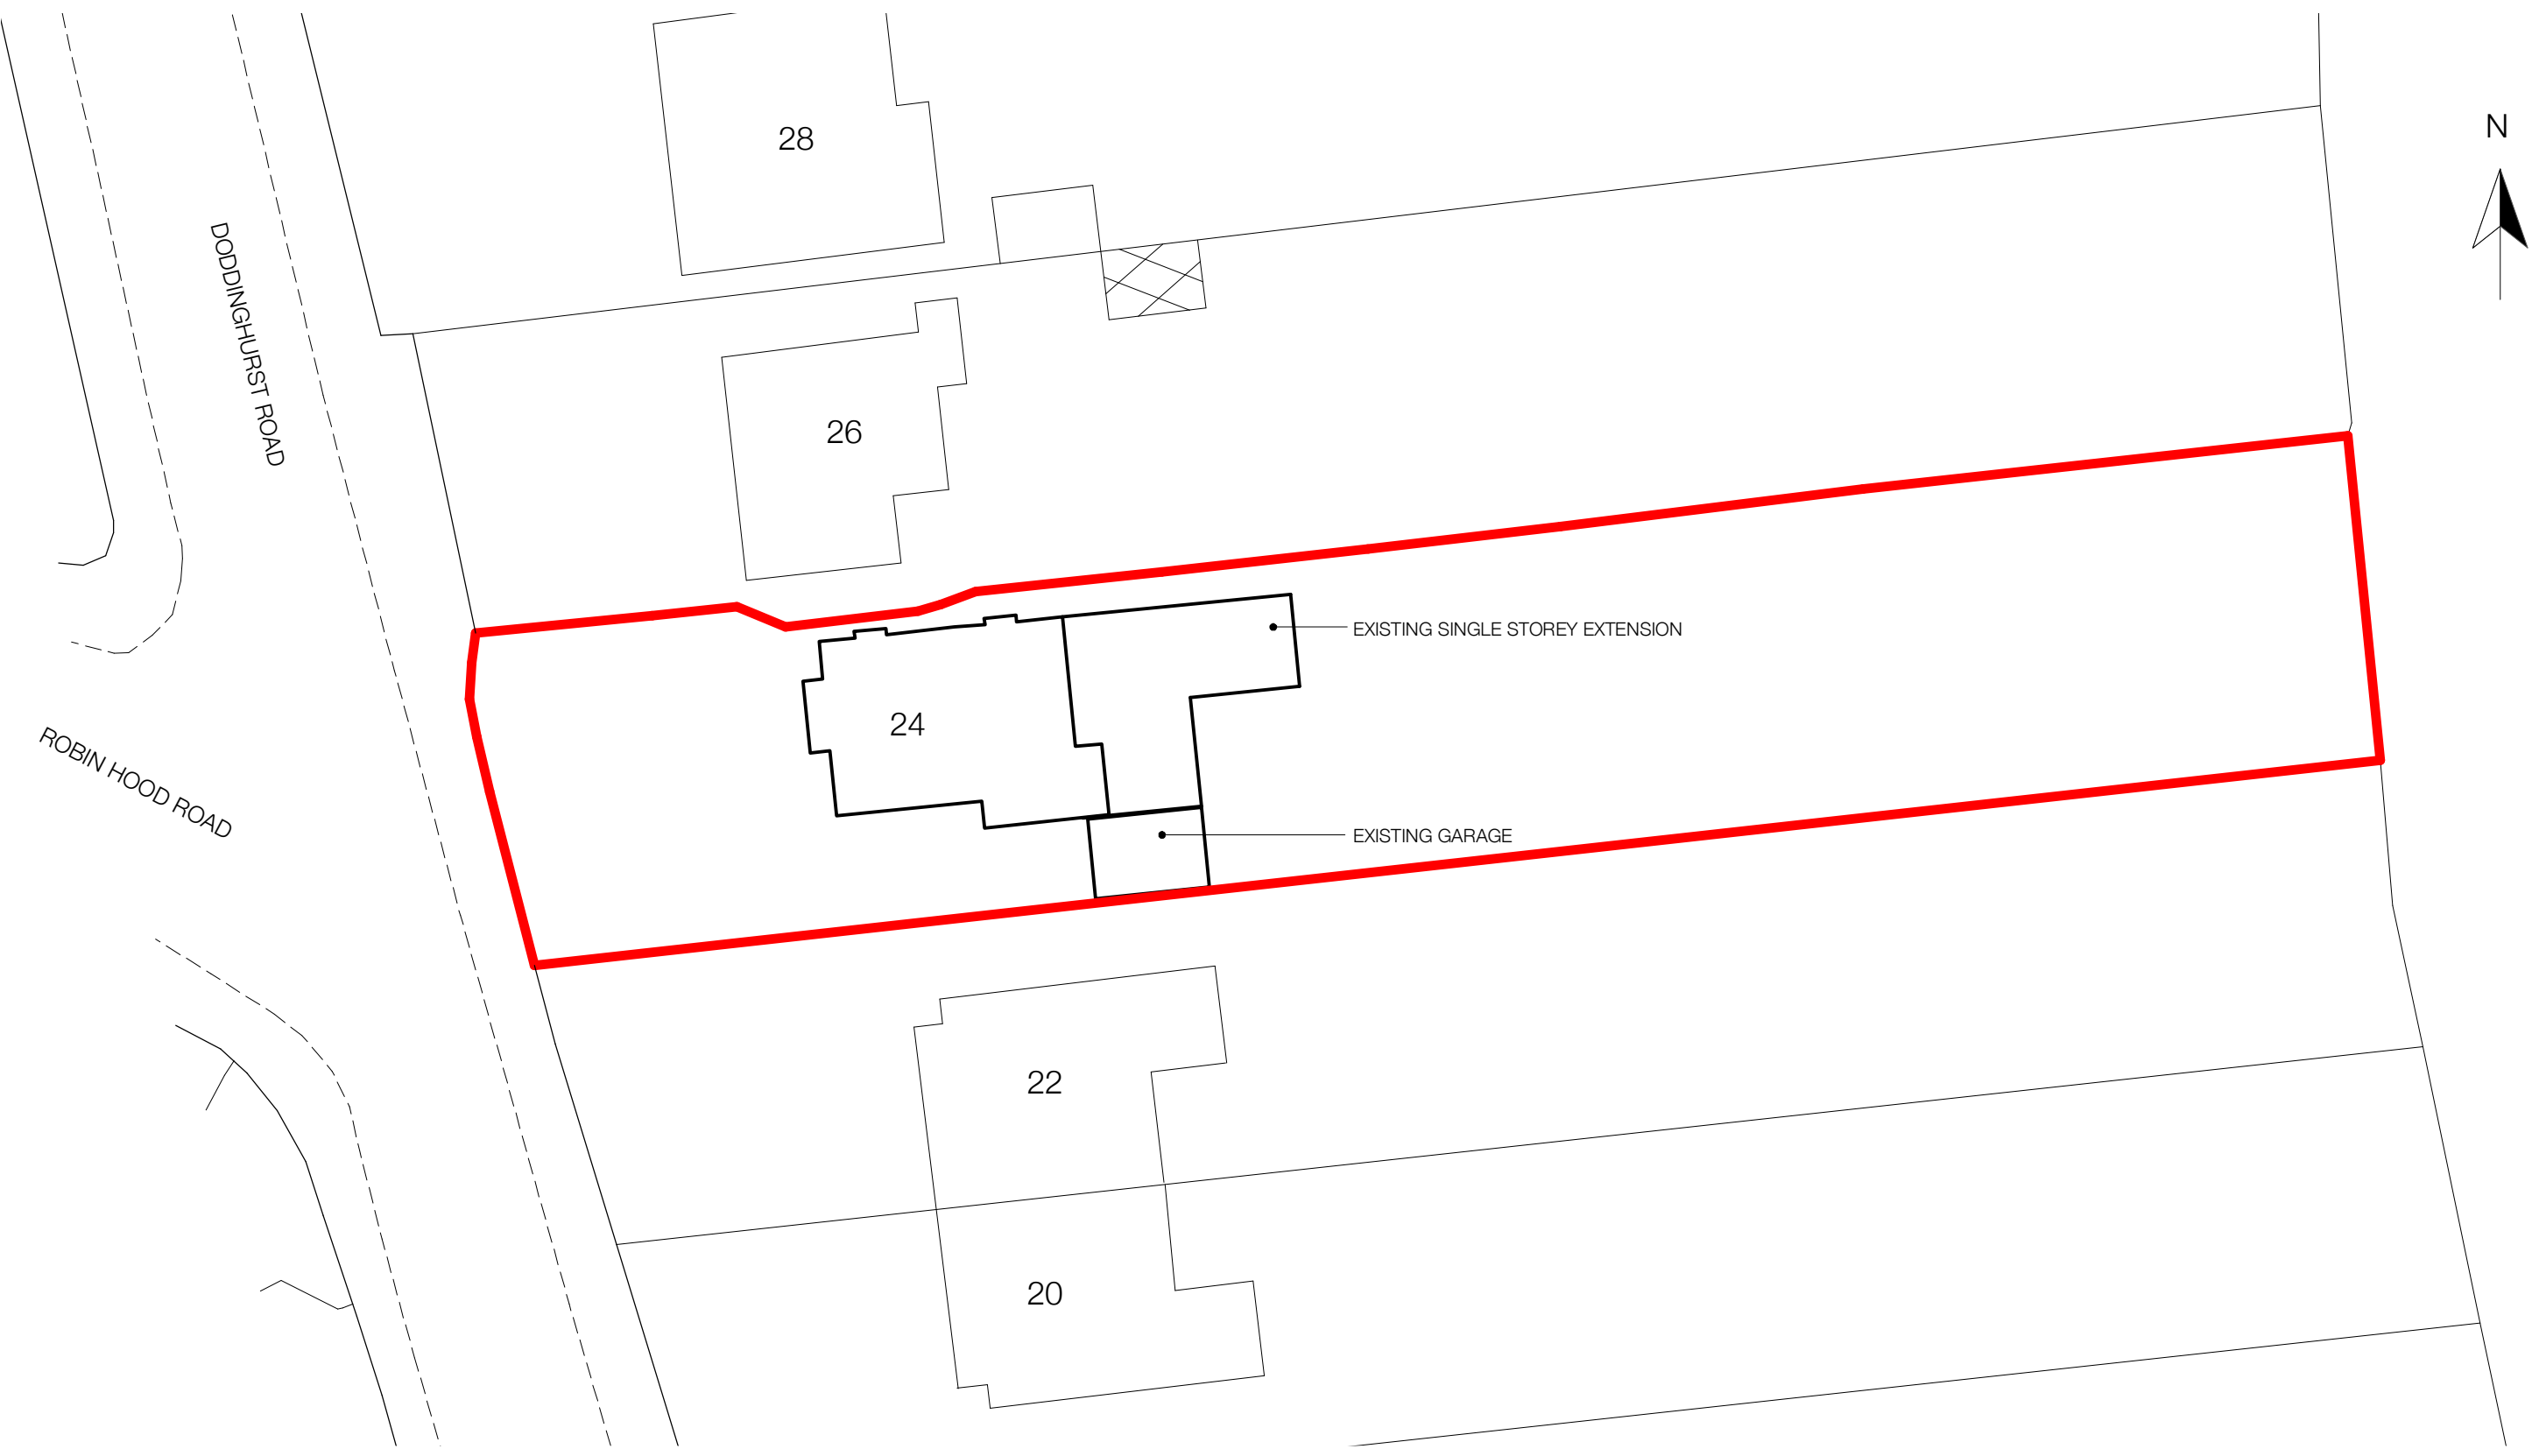 28
N
DODDINGHURST ROAD
26
EXISTING SINGLE STOREY EXTENSION
24
ROBIN HOOD ROAD
EXISTING GARAGE
22
20